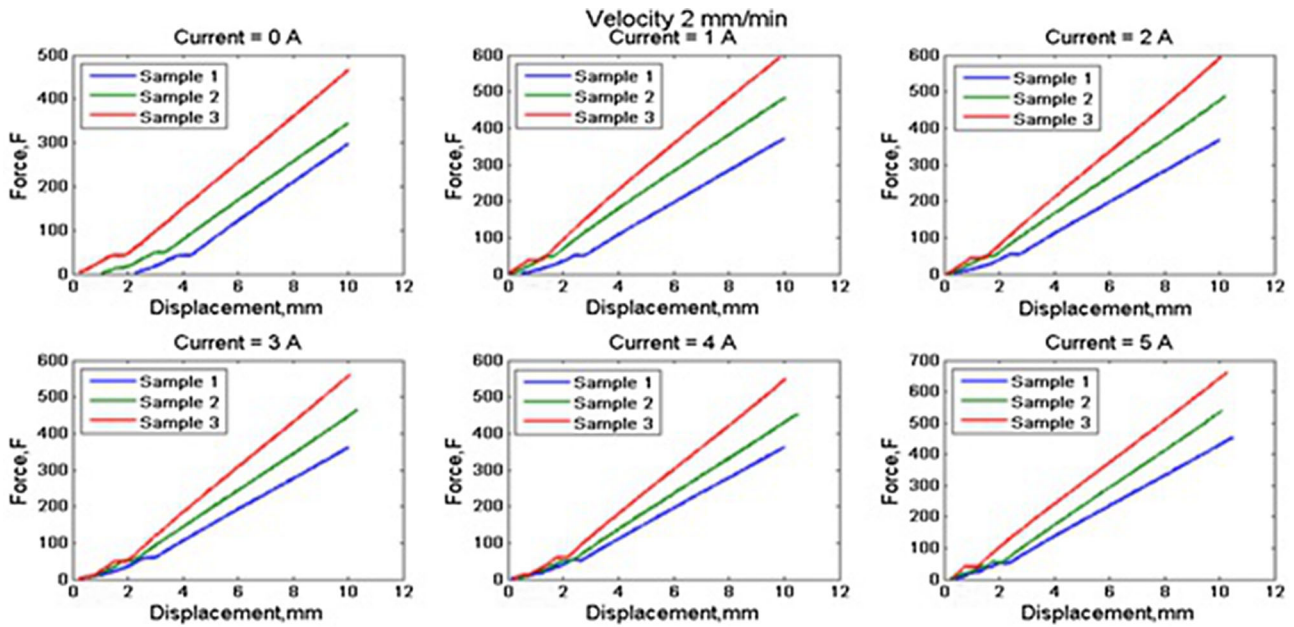 Velocity 2 mm/min
Current = 0 A
500
400
300
200
100
0
Force,F
Sample 1
Sample 2
Sample 3
0 2 4 6 8 10 12
Displacement,mm
Current = 1 A
600
500
400
300
200
100
0
Force,F
Sample 1
Sample 2
Sample 3
0 2 4 6 8 10 12
Displacement,mm
Current = 2 A
600
500
400
300
200
100
0
Force,F
Sample 1
Sample 2
Sample 3
0 2 4 6 8 10 12
Displacement,mm
Current = 3 A
600
500
400
300
200
100
0
Force,F
Sample 1
Sample 2
Sample 3
0 2 4 6 8 10 12
Displacement,mm
Current = 4 A
600
500
400
300
200
100
0
Force,F
Sample 1
Sample 2
Sample 3
0 2 4 6 8 10 12
Displacement,mm
Current = 5 A
700
600
500
400
300
200
100
0
Force,F
Sample 1
Sample 2
Sample 3
0 2 4 6 8 10 12
Displacement,mm